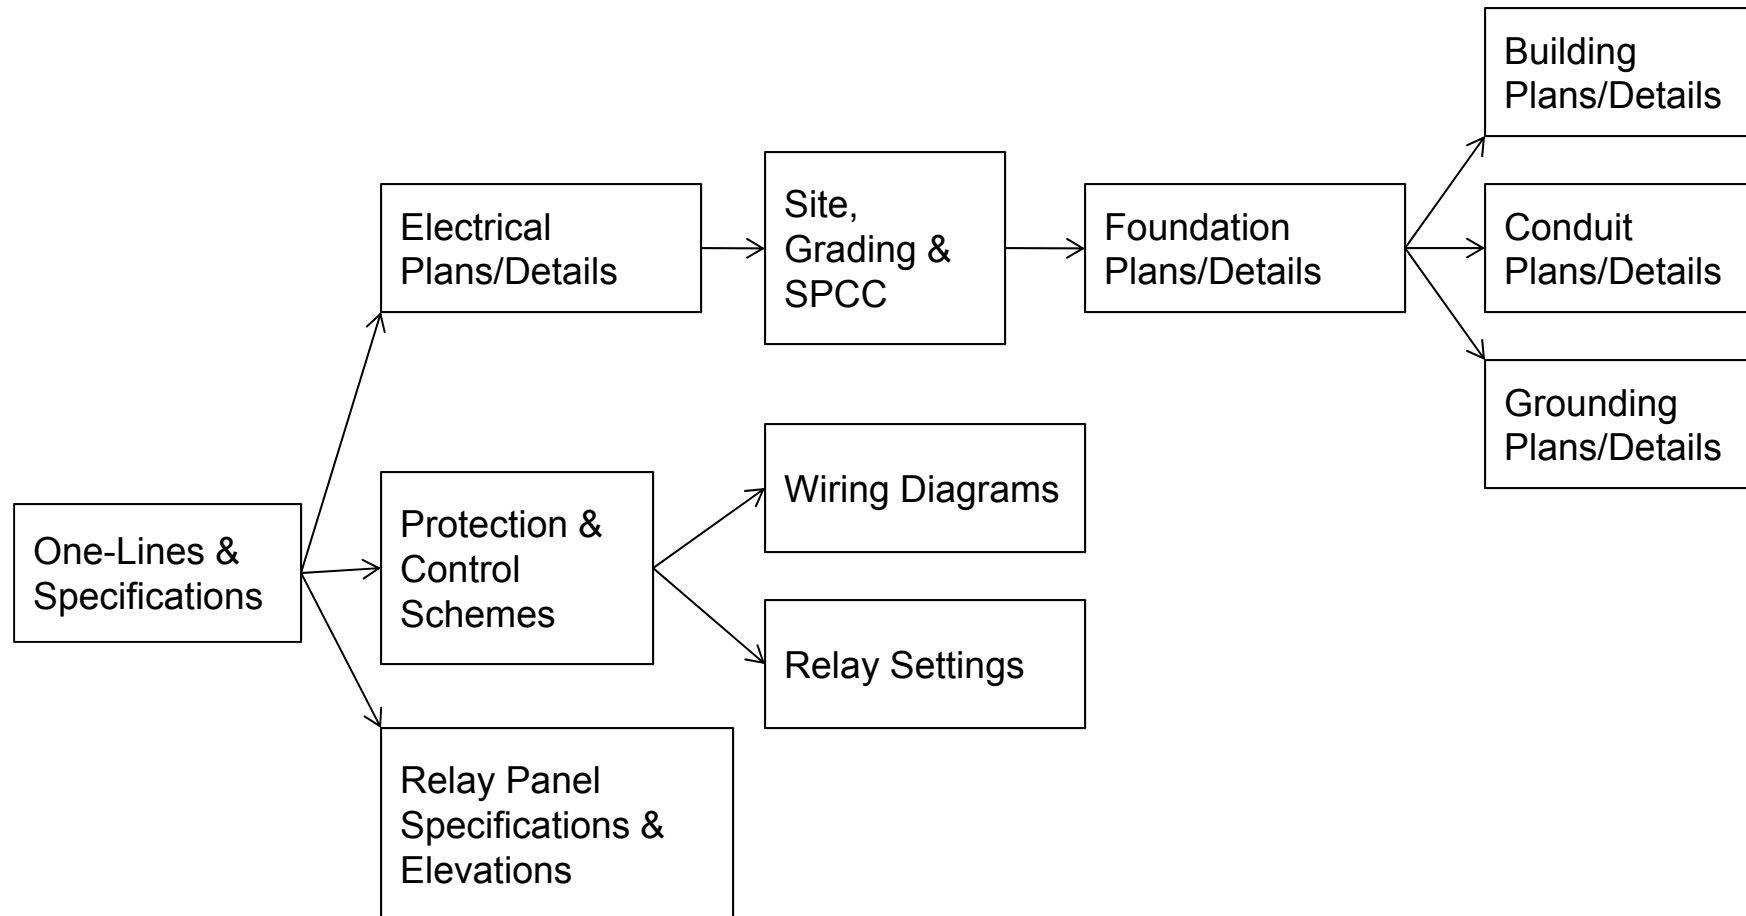 Building
Plans/Details
Electrical
Plans/Details
Site,
Grading &
SPCC
Foundation
Plans/Details
Conduit
Plans/Details
Grounding
Plans/Details
One-Lines &
Specifications
Protection &
Control
Schemes
Wiring Diagrams
Relay Settings
Relay Panel
Specifications &
Elevations